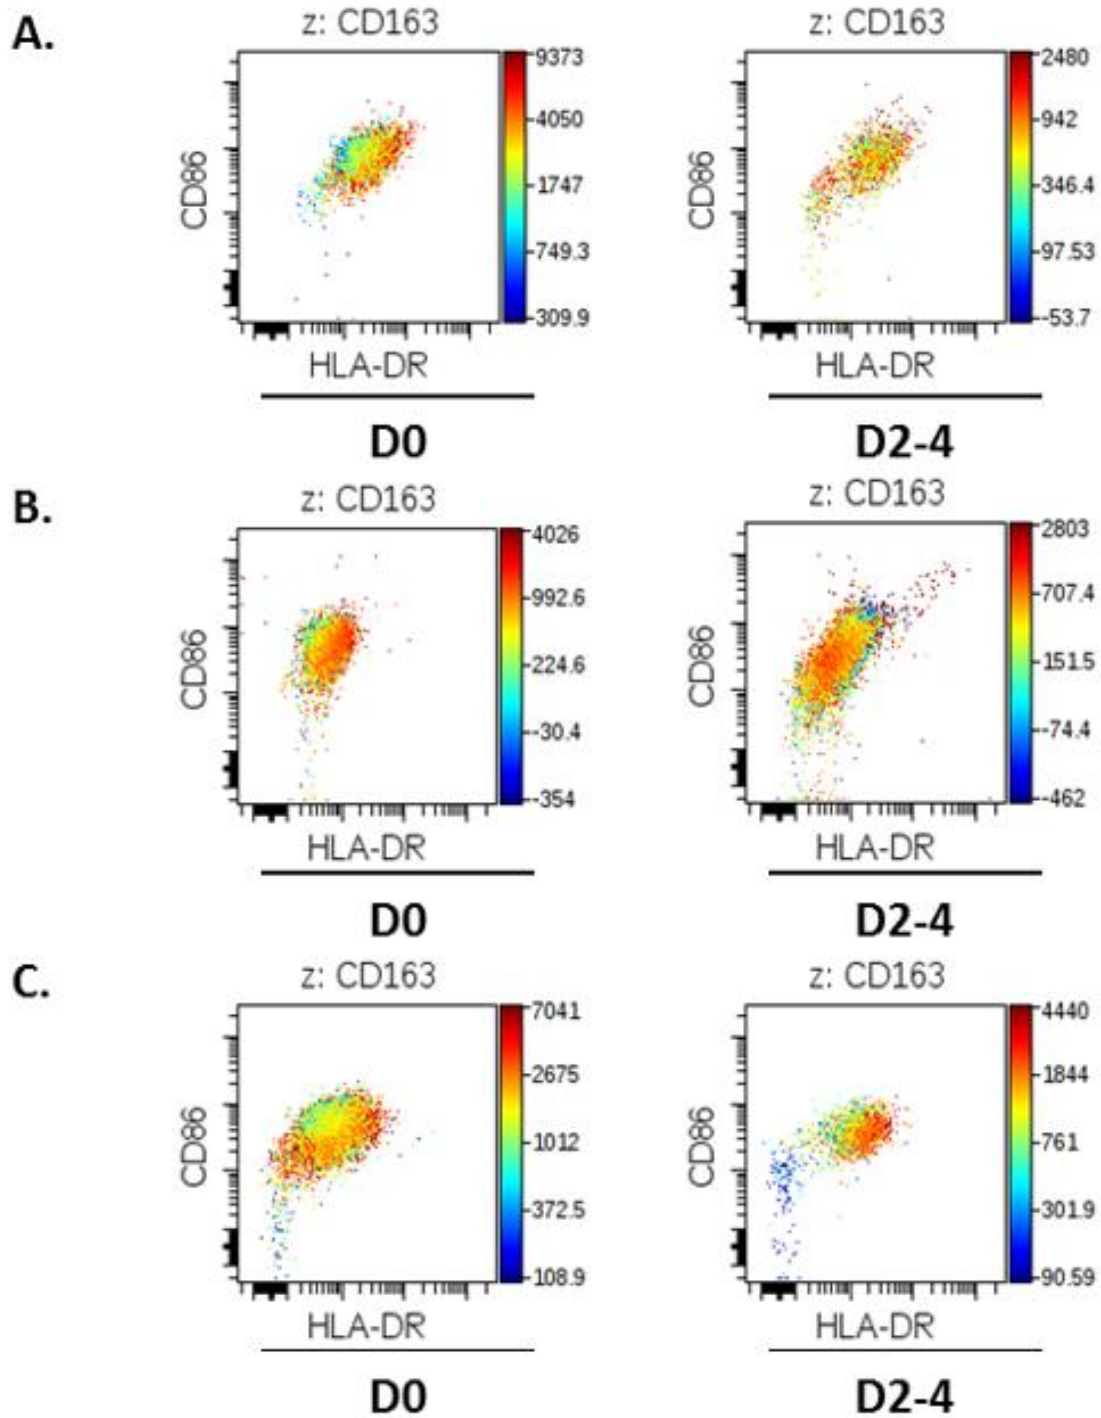 A.
z: CD163
z: CD163
CD86
9373
4050
1747
749.3
309.9
CD86
2480
942
346.4
97.53
-53.7
HLA-DR
HLA-DR
D0
D2-4
B.
z: CD163
z: CD163
CD86
4026
992.6
224.6
-30.4
-354
CD86
2803
707.4
151.5
-74.4
-462
HLA-DR
HLA-DR
D0
D2-4
C.
z: CD163
z: CD163
CD86
7041
2675
1012
372.5
108.9
CD86
4440
1844
761
301.9
90.59
HLA-DR
HLA-DR
D0
D2-4